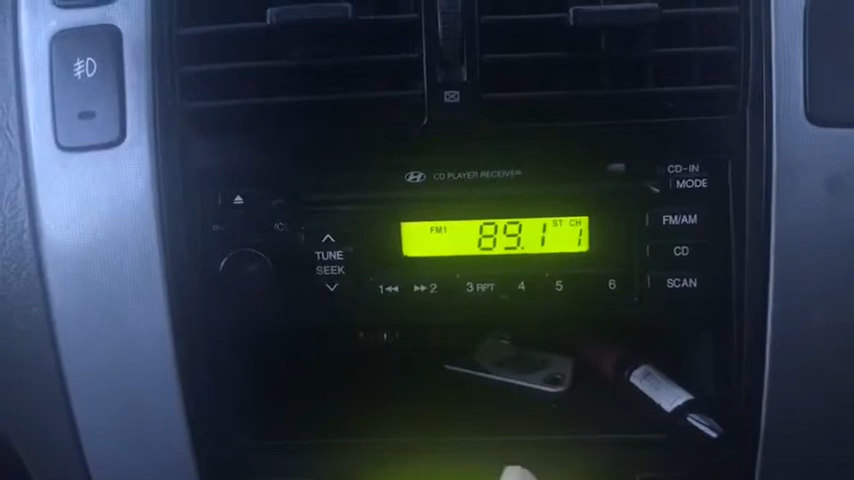 CD PLAYER RECEIVER
CD-IN
MODE
FM1 89.1 ST CH 1
FM/AM
TUNE
SEEK
CD
SCAN
1 2 3 RPT 4 5 6